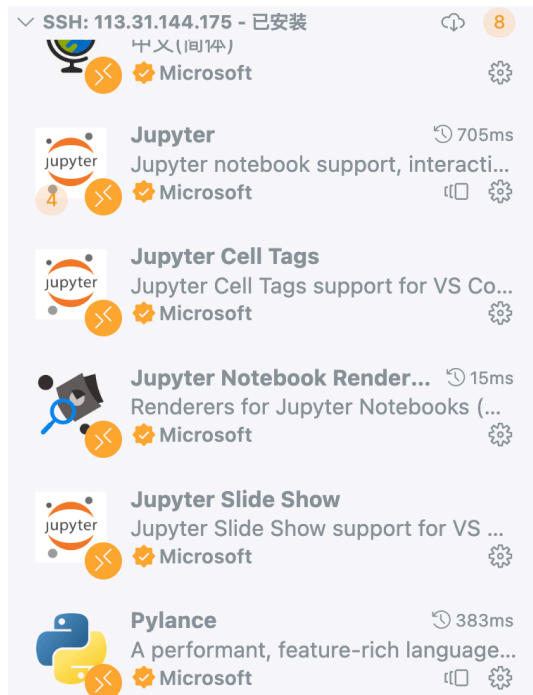 SSH: 113.31.144.175 - 已安装
8
中文(简体)
Microsoft
jupyter
4
Jupyter
705ms
Jupyter notebook support, interacti...
Microsoft
jupyter
Jupyter Cell Tags
Jupyter Cell Tags support for VS Co...
Microsoft
Jupyter Notebook Render...
15ms
Renderers for Jupyter Notebooks (...
Microsoft
jupyter
Jupyter Slide Show
Jupyter Slide Show support for VS ...
Microsoft
Pylance
383ms
A performant, feature-rich language...
Microsoft